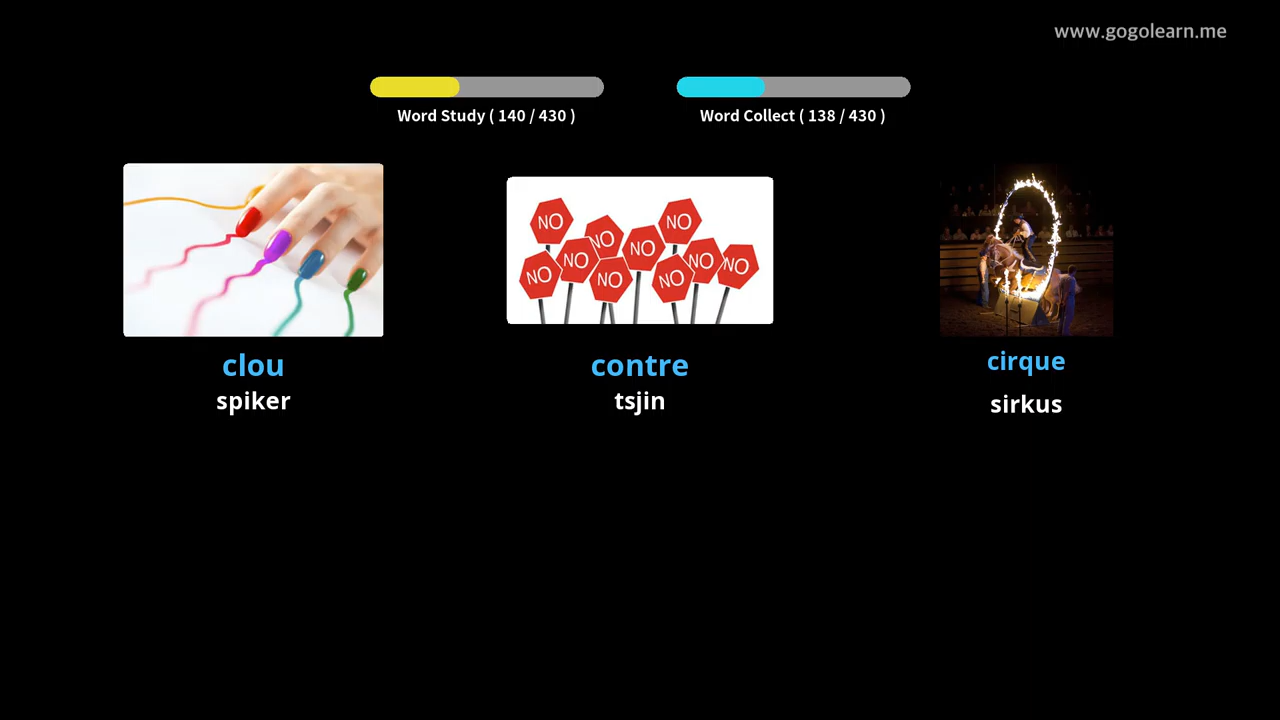 www.gogolearn.me
Word Study ( 140 / 430 )
Word Collect ( 138 / 430 )
NO
NO
NO
NO
NO
NO
NO
NO
NO
NO
clou
contre
cirque
spiker
tsjin
sirkus